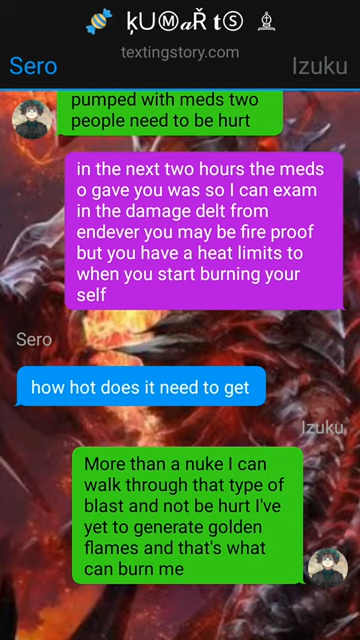 🍬 ķU Ⓜ𝒶Ř 𝐭Ⓢ ♗
textingstory.com
Sero Izuku
pumped with meds two
people need to be hurt
in the next two hours the meds
o gave you was so I can exam
in the damage delt from
endever you may be fire proof
but you have a heat limits to
when you start burning your
self
Sero
how hot does it need to get
Izuku
More than a nuke I can
walk through that type of
blast and not be hurt I've
yet to generate golden
flames and that's what
can burn me